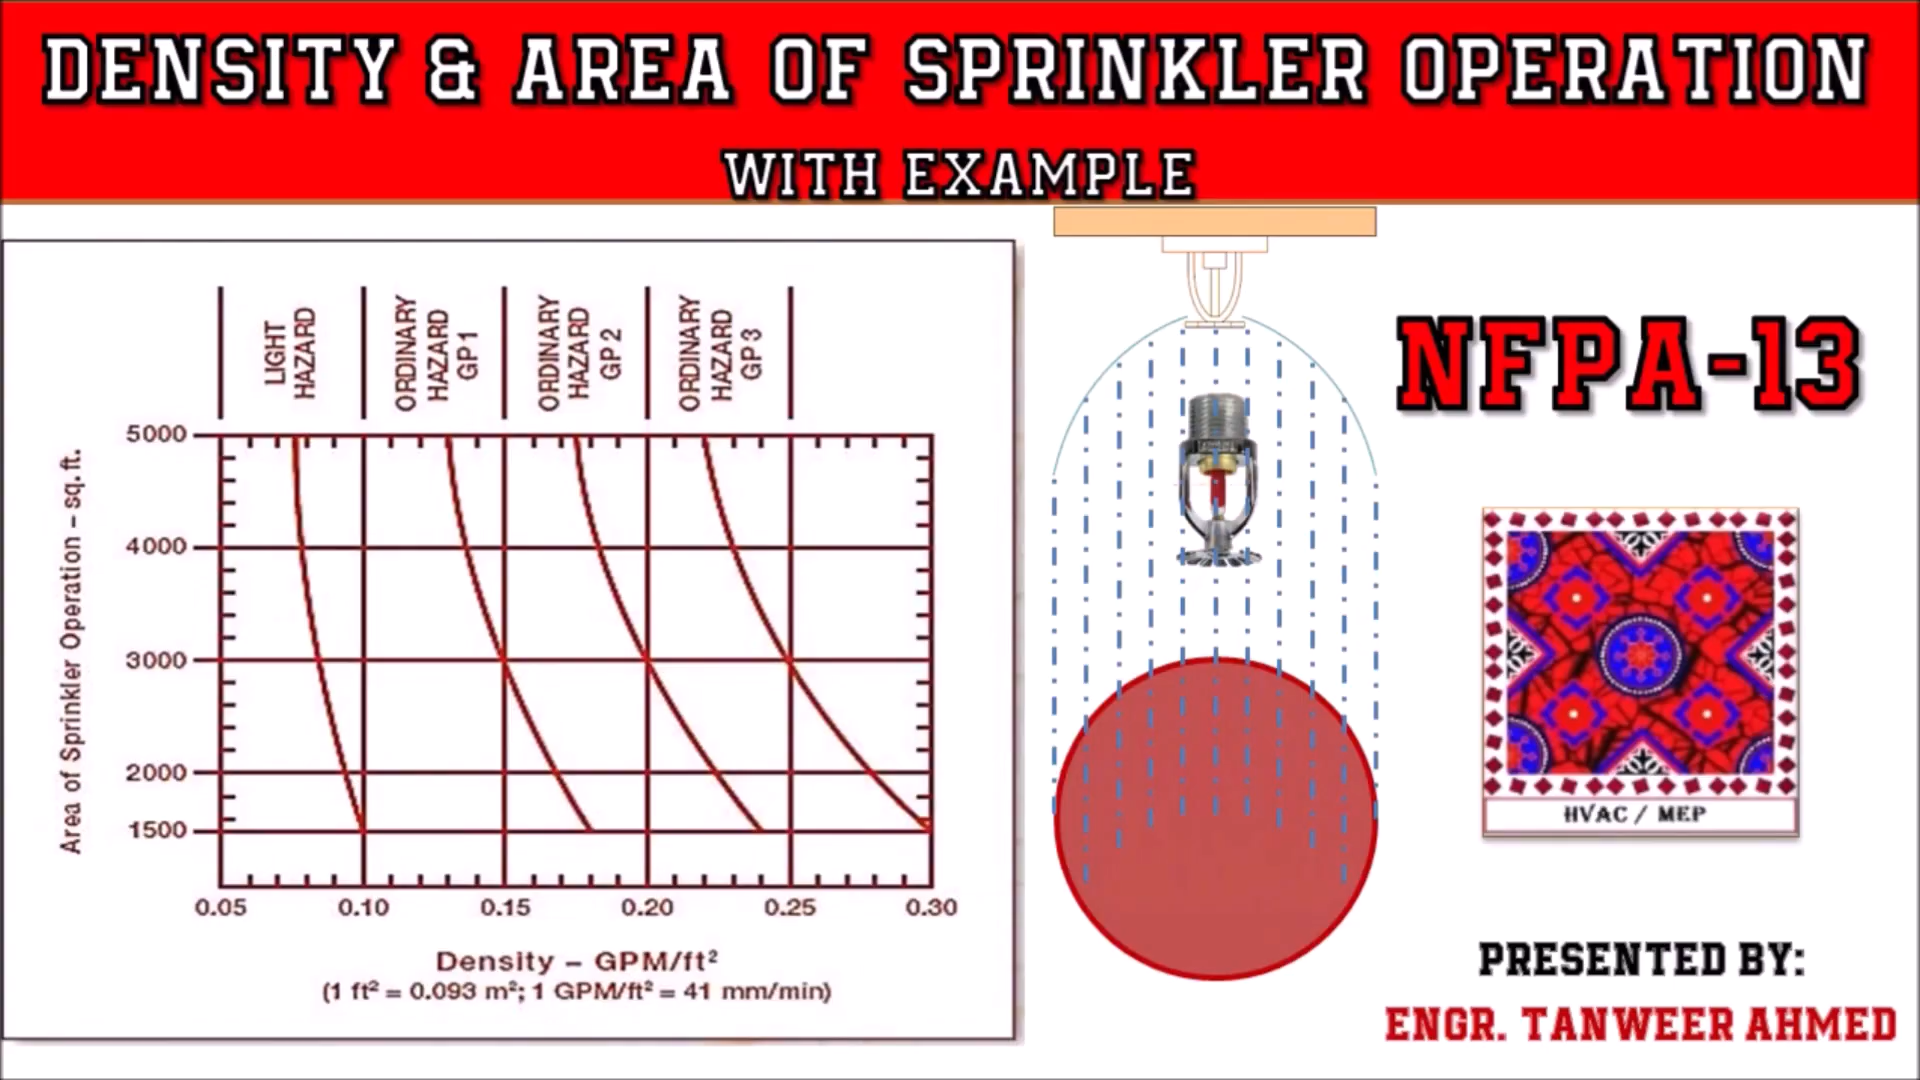 DENSITY & AREA OF SPRINKLER OPERATION
WITH EXAMPLE
LIGHT
HAZARD
ORDINARY
HAZARD
GP 1
ORDINARY
HAZARD
GP 2
ORDINARY
HAZARD
GP 3
Area of Sprinkler Operation – sq. ft.
5000
4000
3000
2000
1500
0.05 0.10 0.15 0.20 0.25 0.30
Density – GPM/ft²
(1 ft² = 0.093 m²; 1 GPM/ft² = 41 mm/min)
NFPA-13
HVAC / MEP
PRESENTED BY:
ENGR. TANWEER AHMED